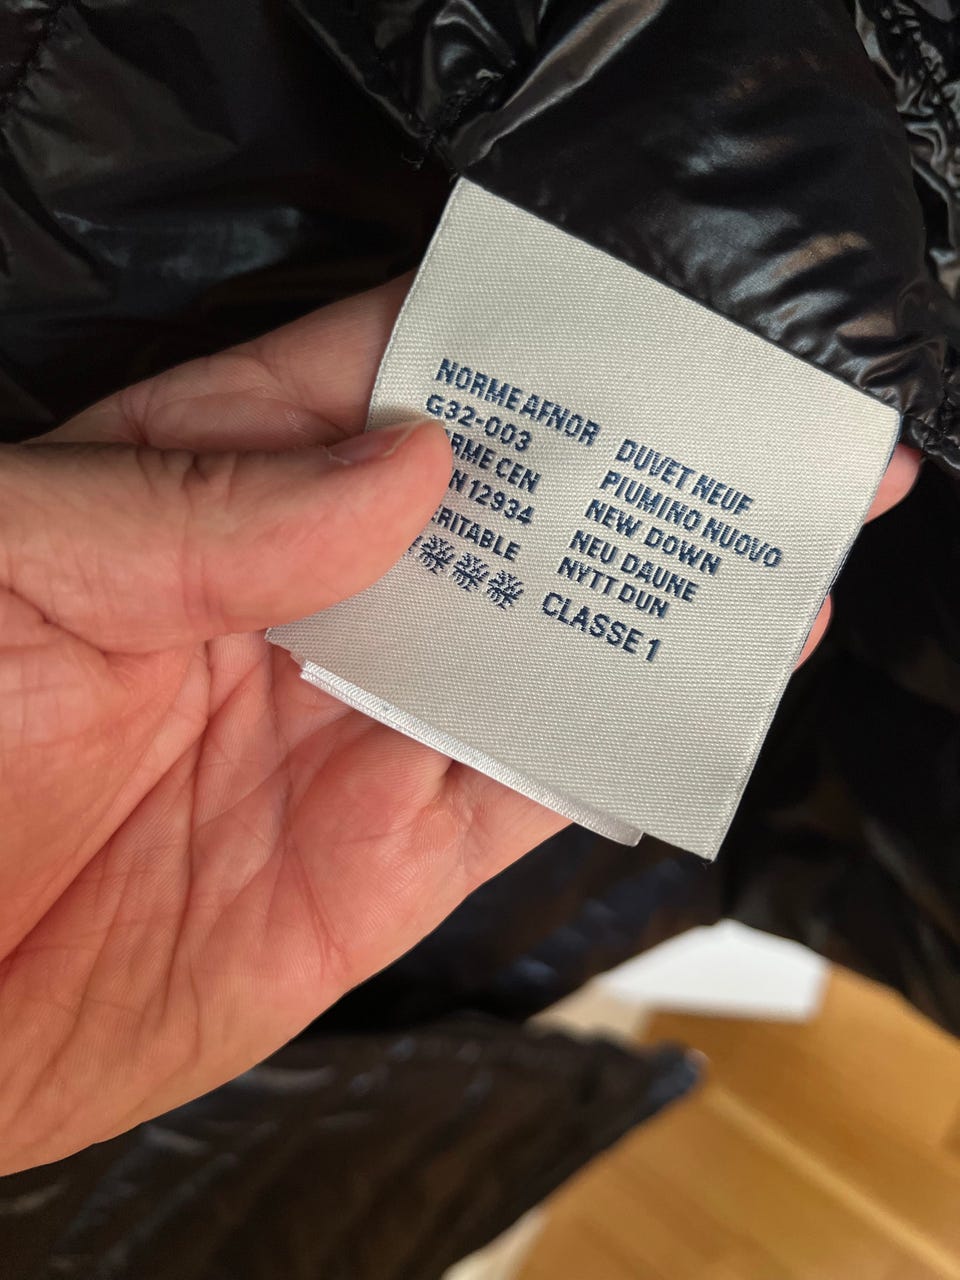 NORME AFNOR
G32-003
CEN
12934
DUVET NEUF
PIUMINO NUOVO
NEW DOWN
NEU DAUNE
NYTT DUN
CLASSE 1